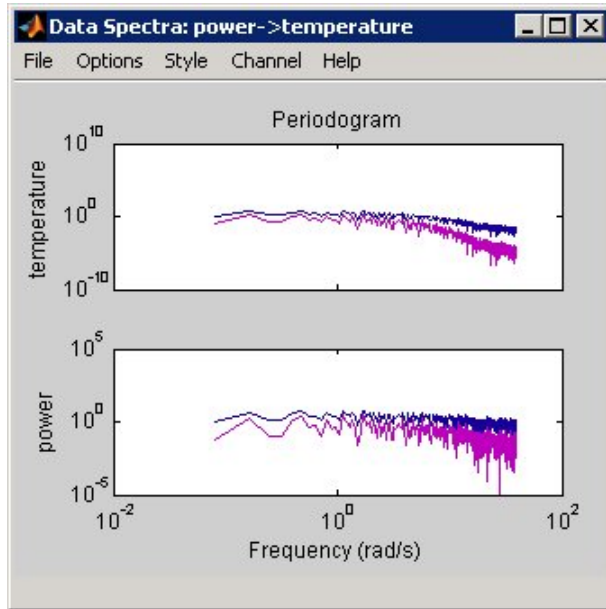 Data Spectra: power->temperature
File Options Style Channel Help
Periodogram
10^10
10^0
10^-10
temperature
10^5
10^0
10^-5
power
10^-2 10^0 10^2
Frequency (rad/s)